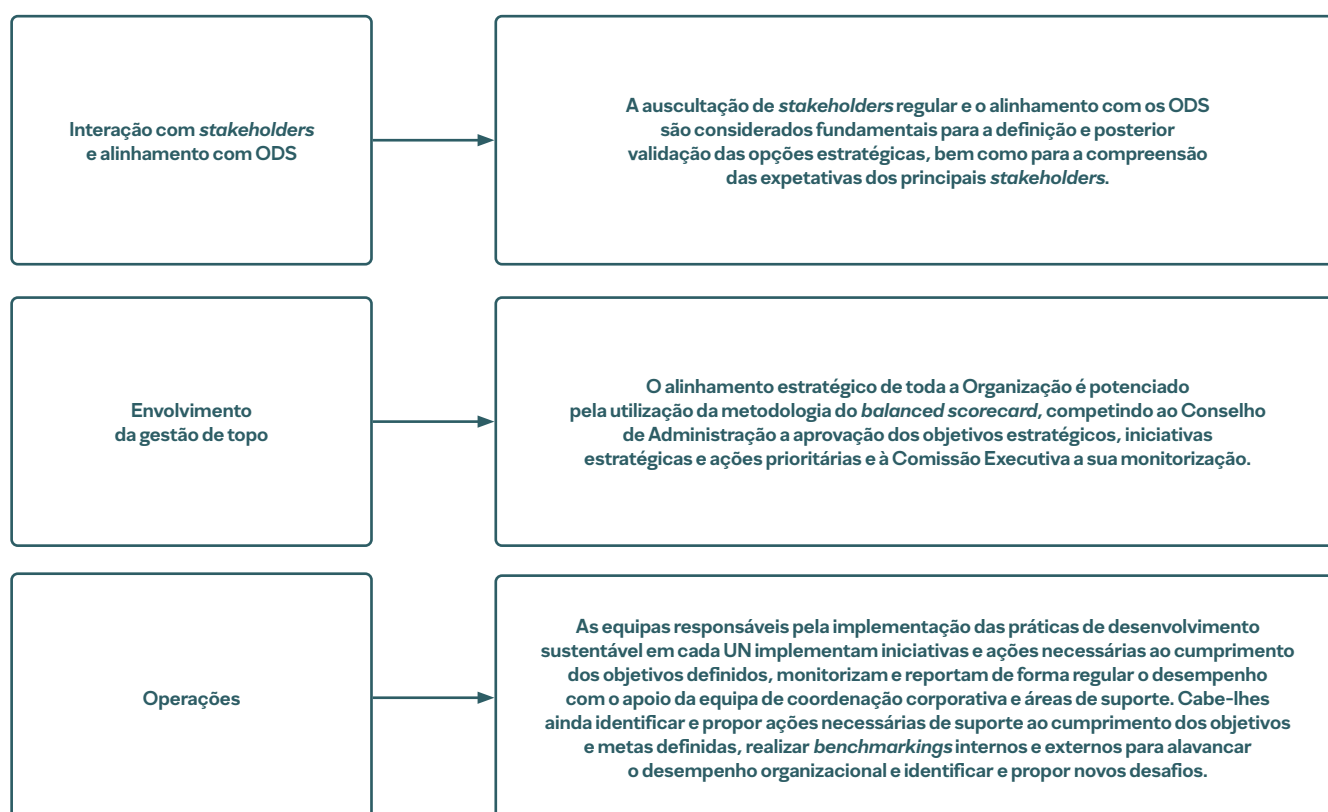 Interação com stakeholders
e alinhamento com ODS
A auscultação de stakeholders regular e o alinhamento com os ODS
são considerados fundamentais para a definição e posterior
validação das opções estratégicas, bem como para a compreensão
das expetativas dos principais stakeholders.
Envolvimento
da gestão de topo
O alinhamento estratégico de toda a Organização é potenciado
pela utilização da metodologia do balanced scorecard, competindo ao Conselho
de Administração a aprovação dos objetivos estratégicos, iniciativas
estratégicas e ações prioritárias e à Comissão Executiva a sua monitorização.
Operações
As equipas responsáveis pela implementação das práticas de desenvolvimento
sustentável em cada UN implementam iniciativas e ações necessárias ao cumprimento
dos objetivos definidos, monitorizam e reportam de forma regular o desempenho
com o apoio da equipa de coordenação corporativa e áreas de suporte. Cabe-lhes
ainda identificar e propor ações necessárias de suporte ao cumprimento dos objetivos
e metas definidas, realizar benchmarkings internos e externos para alavancar
o desempenho organizacional e identificar e propor novos desafios.